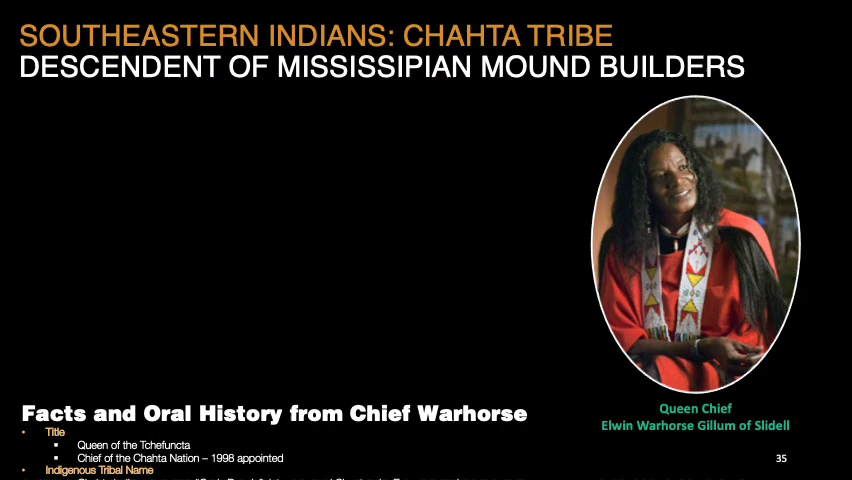 SOUTHEASTERN INDIANS: CHAHTA TRIBE
DESCENDENT OF MISSISSIPIAN MOUND BUILDERS
Facts and Oral History from Chief Warhorse
• Title
▪ Queen of the Tchefuncta
▪ Chief of the Chahta Nation – 1998 appointed
• Indigenous Tribal Name
Queen Chief
Elwin Warhorse Gillum of Slidell
35